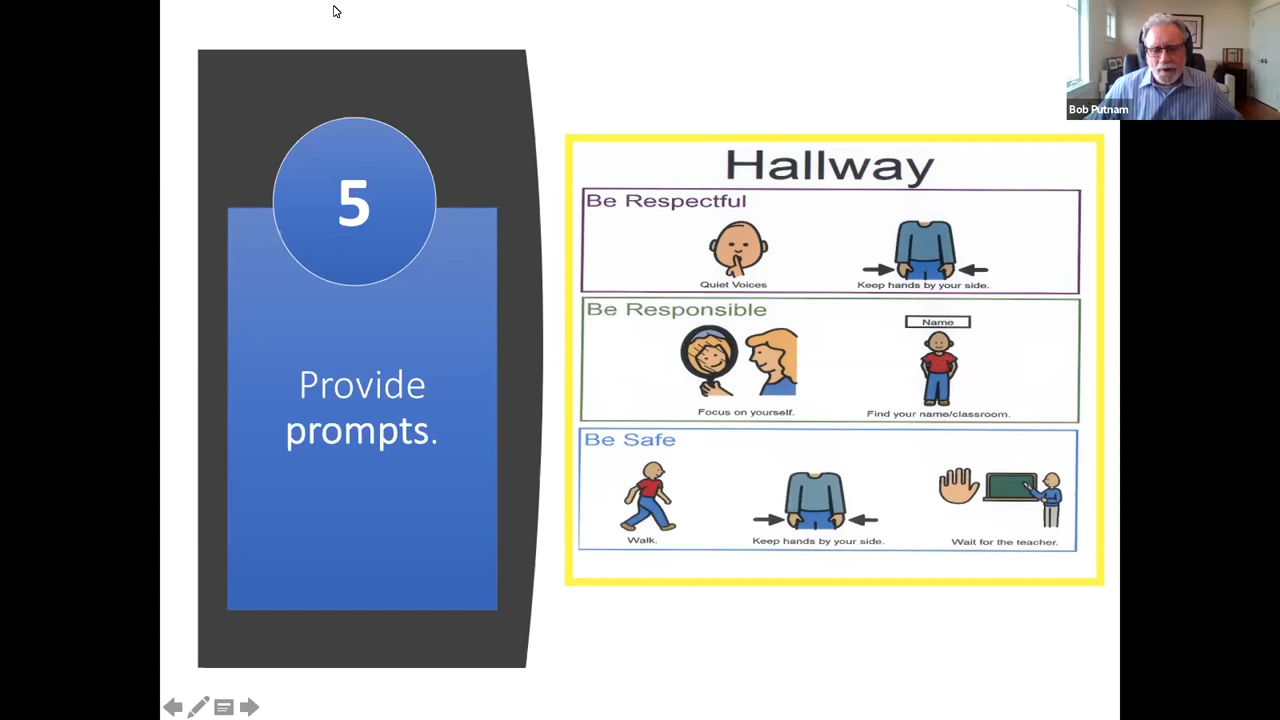 5
Provide
prompts.
Hallway
Be Respectful
Quiet Voices
Keep hands by your side.
Be Responsible
Name
Focus on yourself.
Find your name/classroom.
Be Safe
Walk.
Keep hands by your side.
Wait for the teacher.
Bob Putnam